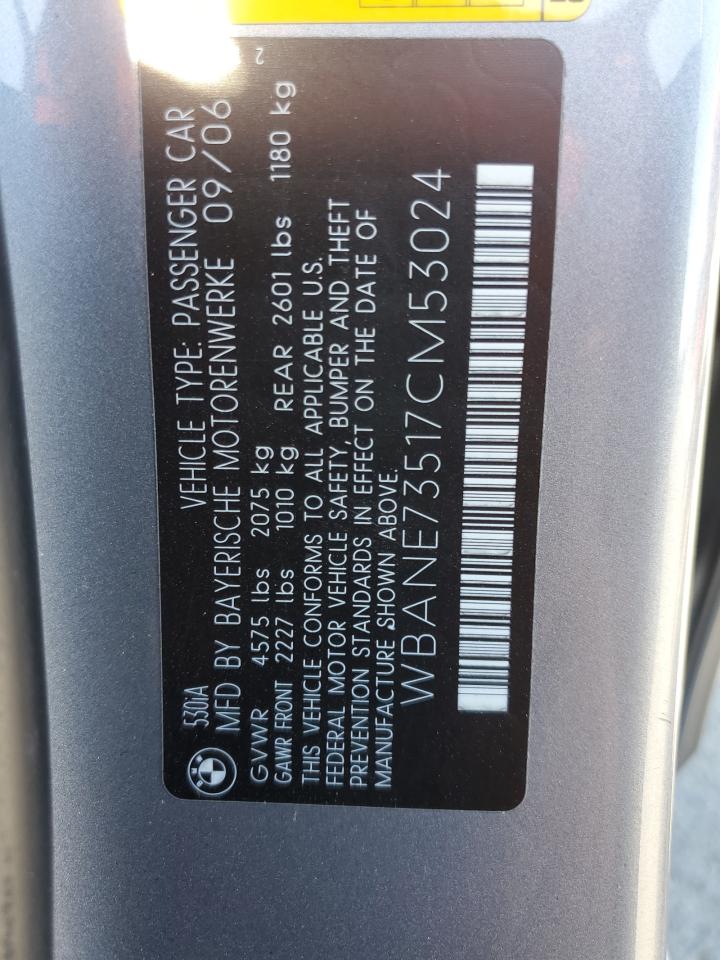 530iA VEHICLE TYPE: PASSENGER CAR 2
MFD BY BAYERISCHE MOTORENWERKE 09/06
GVWR 4575 lbs 2075 kg
GAWR FRONT 2227 lbs 1010 kg REAR 2601 lbs 1180 kg
THIS VEHICLE CONFORMS TO ALL APPLICABLE U.S.
FEDERAL MOTOR VEHICLE SAFETY, BUMPER AND THEFT
PREVENTION STANDARDS IN EFFECT ON THE DATE OF
MANUFACTURE SHOWN ABOVE.
WBANE73517CM53024